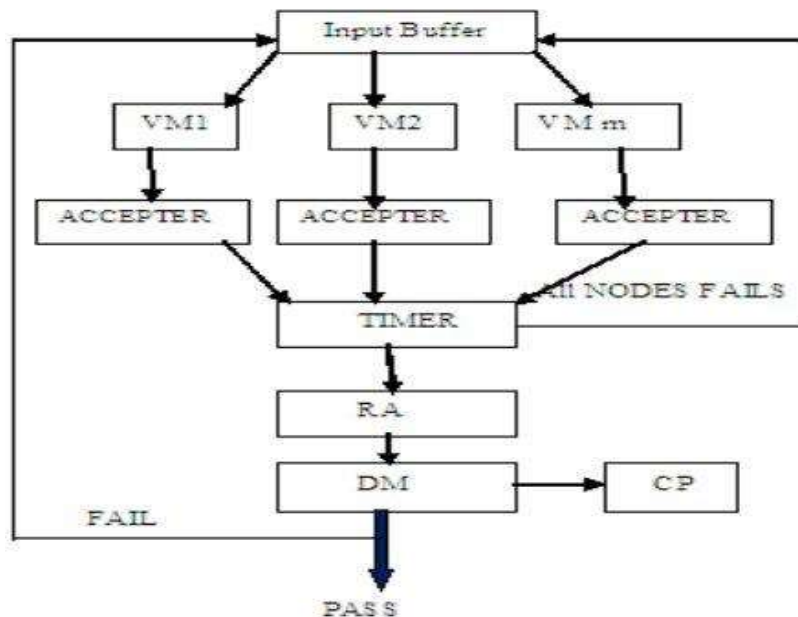 Input Buffer
VM1
VM2
VM m
ACCEPTER
ACCEPTER
ACCEPTER
All NODES FAILS
TIMER
RA
DM
CP
FAIL
PASS